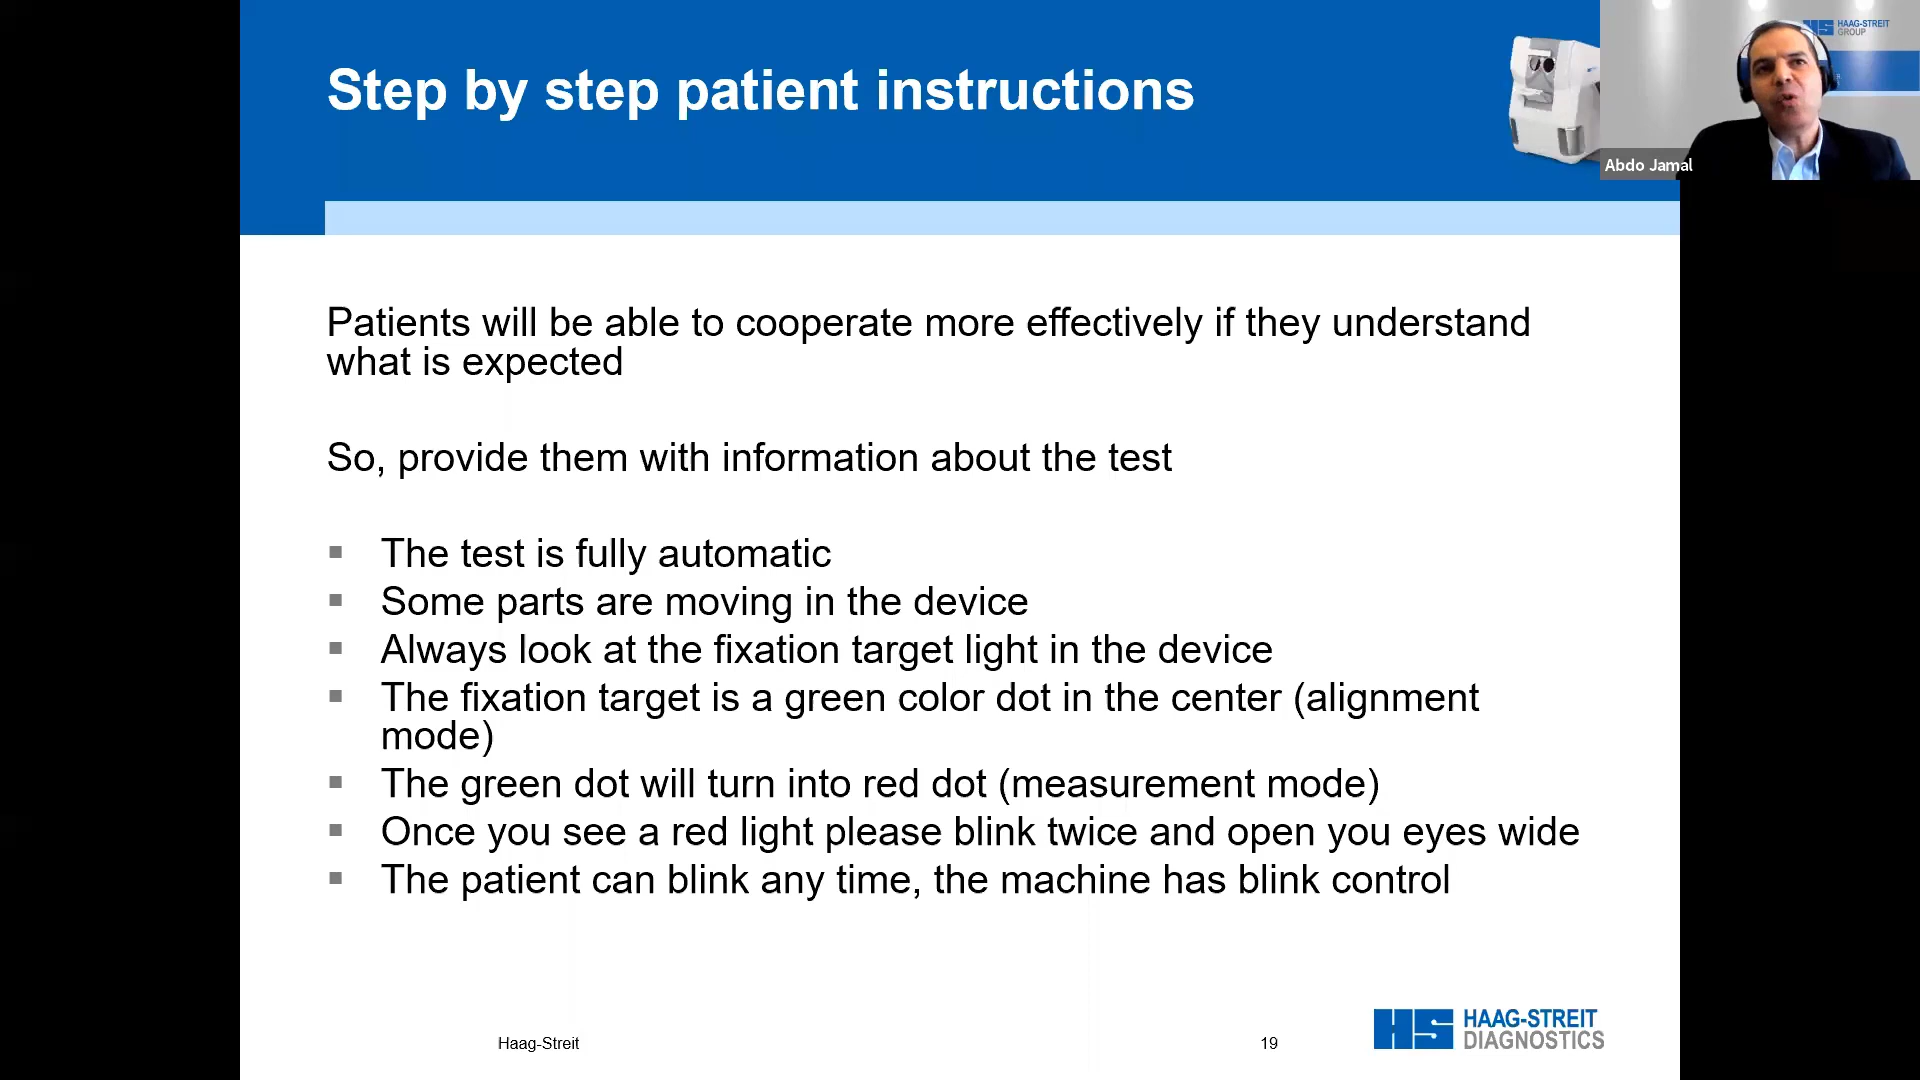 Step by step patient instructions
HS HAAG-STREIT
GROUP
Abdo Jamal
Patients will be able to cooperate more effectively if they understand
what is expected
So, provide them with information about the test
The test is fully automatic
Some parts are moving in the device
Always look at the fixation target light in the device
The fixation target is a green color dot in the center (alignment
mode)
The green dot will turn into red dot (measurement mode)
Once you see a red light please blink twice and open you eyes wide
The patient can blink any time, the machine has blink control
Haag-Streit
19
HS HAAG-STREIT
DIAGNOSTICS